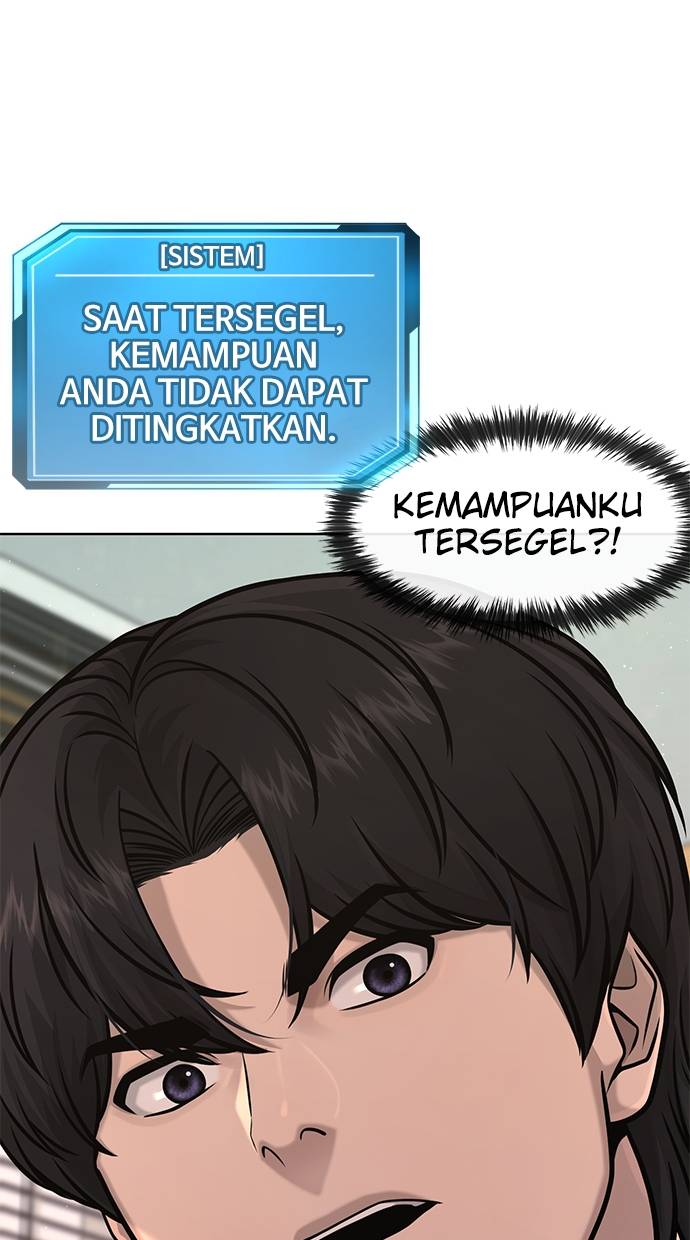 [SISTEM]
SAAT TERSEGEL,
KEMAMPUAN
ANDA TIDAK DAPAT
DITINGKATKAN.
KEMAMPUANKU
TERSEGEL?!